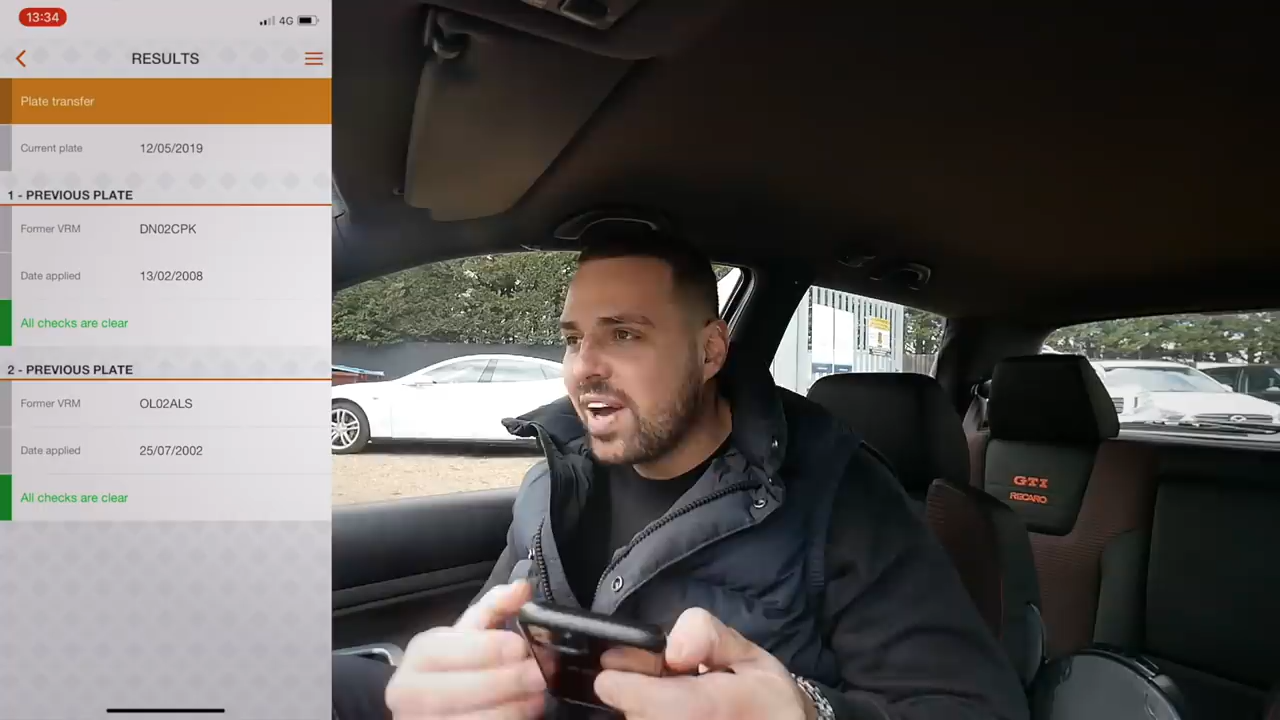 13:34
4G
RESULTS
Plate transfer
Current plate 12/05/2019
1 - PREVIOUS PLATE
Former VRM DN02CPK
Date applied 13/02/2008
All checks are clear
2 - PREVIOUS PLATE
Former VRM OL02ALS
Date applied 25/07/2002
All checks are clear
GTI
RECARO